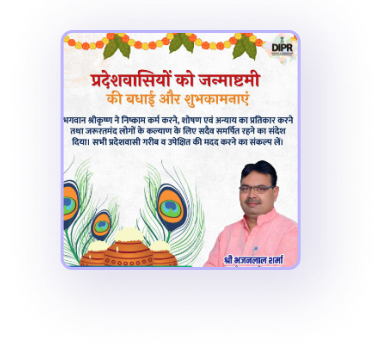 DIPR
प्रदेशवासियों को जन्माष्टमी
की बधाई और शुभकामनाएं
भगवान श्रीकृष्ण ने निष्काम कर्म करने, शोषण एवं अन्याय का प्रतिकार करने
तथा जरूरतमंद लोगों के कल्याण के लिए सदैव समर्पित रहने का संदेश
दिया। सभी प्रदेशवासी गरीब व उपेक्षित की मदद करने का संकल्प लें।
श्री भजनलाल शर्मा